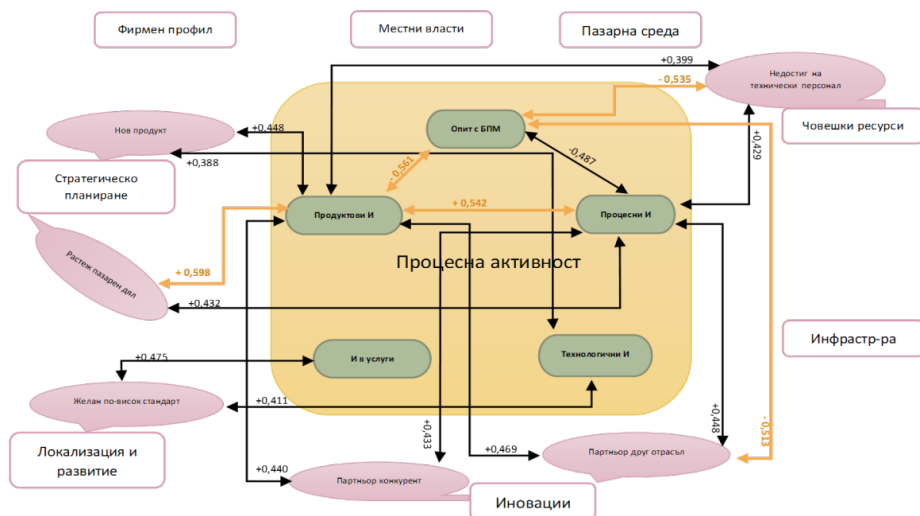 Фирмен профил
Местни власти
Пазарна среда
+0,399
- 0,535
Недостиг на
технически персонал
Човешки ресурси
Нов продукт
+0,448
+0,388
Опит с БПМ
-0,487
+0,429
- 0,561
Стратегическо
планиране
Продуктови И
+ 0,542
Процесни И
Растеж пазарен дял
+ 0,598
Процесна активност
+0,432
Инфрастр-ра
+0,475
И в услуги
Технологични И
Желан по-висок стандарт
+0,411
+0,433
+0,448
- 0,513
Локализация и
развитие
+0,440
+0,469
Партньор друг отрасъл
Партньор конкурент
Иновации